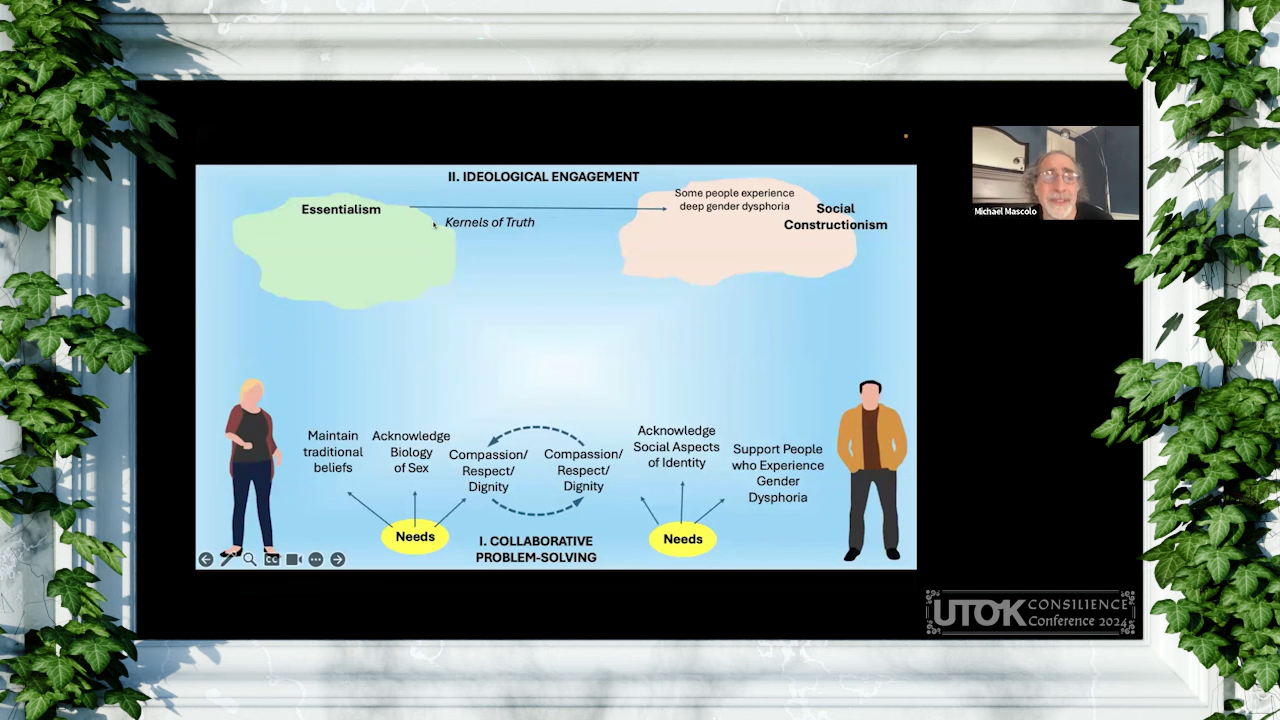 II. IDEOLOGICAL ENGAGEMENT
Essentialism
Kernels of Truth
Some people experience
deep gender dysphoria
Social
Constructionism
Michael Mascolo
Maintain
traditional
beliefs
Acknowledge
Biology
of Sex
Compassion/
Respect/
Dignity
Compassion/
Respect/
Dignity
Acknowledge
Social Aspects
of Identity
Support People
who Experience
Gender
Dysphoria
Needs
Needs
I. COLLABORATIVE
PROBLEM-SOLVING
CC
UTOK CONSILIENCE
Conference 2024